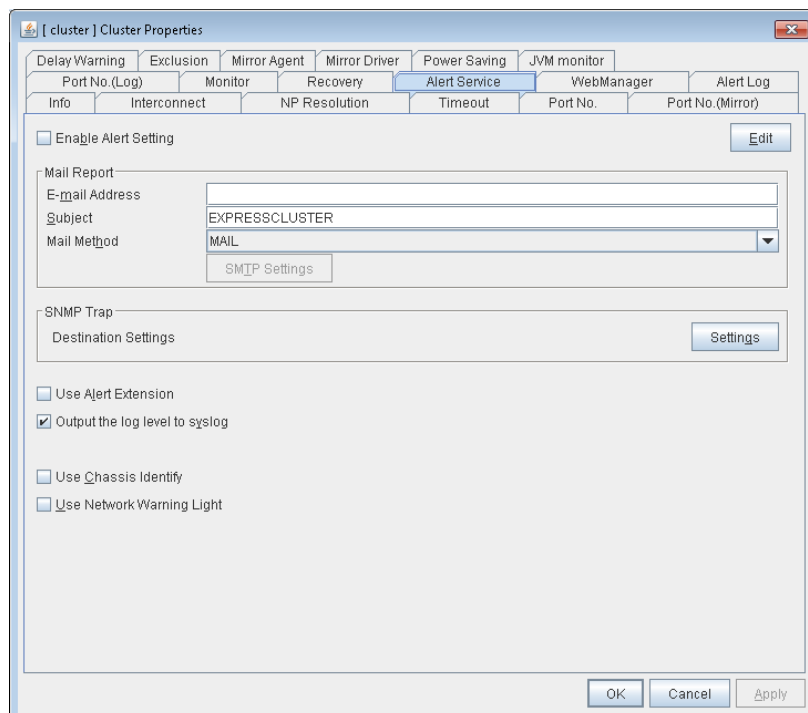 [ cluster ] Cluster Properties
Delay Warning Exclusion Mirror Agent Mirror Driver Power Saving JVM monitor
Port No.(Log) Monitor Recovery Alert Service WebManager Alert Log
Info Interconnect NP Resolution Timeout Port No. Port No.(Mirror)
Enable Alert Setting Edit
Mail Report
E-mail Address
Subject EXPRESSCLUSTER
Mail Method MAIL
SMTP Settings
SNMP Trap
Destination Settings Settings
Use Alert Extension
Output the log level to syslog
Use Chassis Identify
Use Network Warning Light
OK Cancel Apply